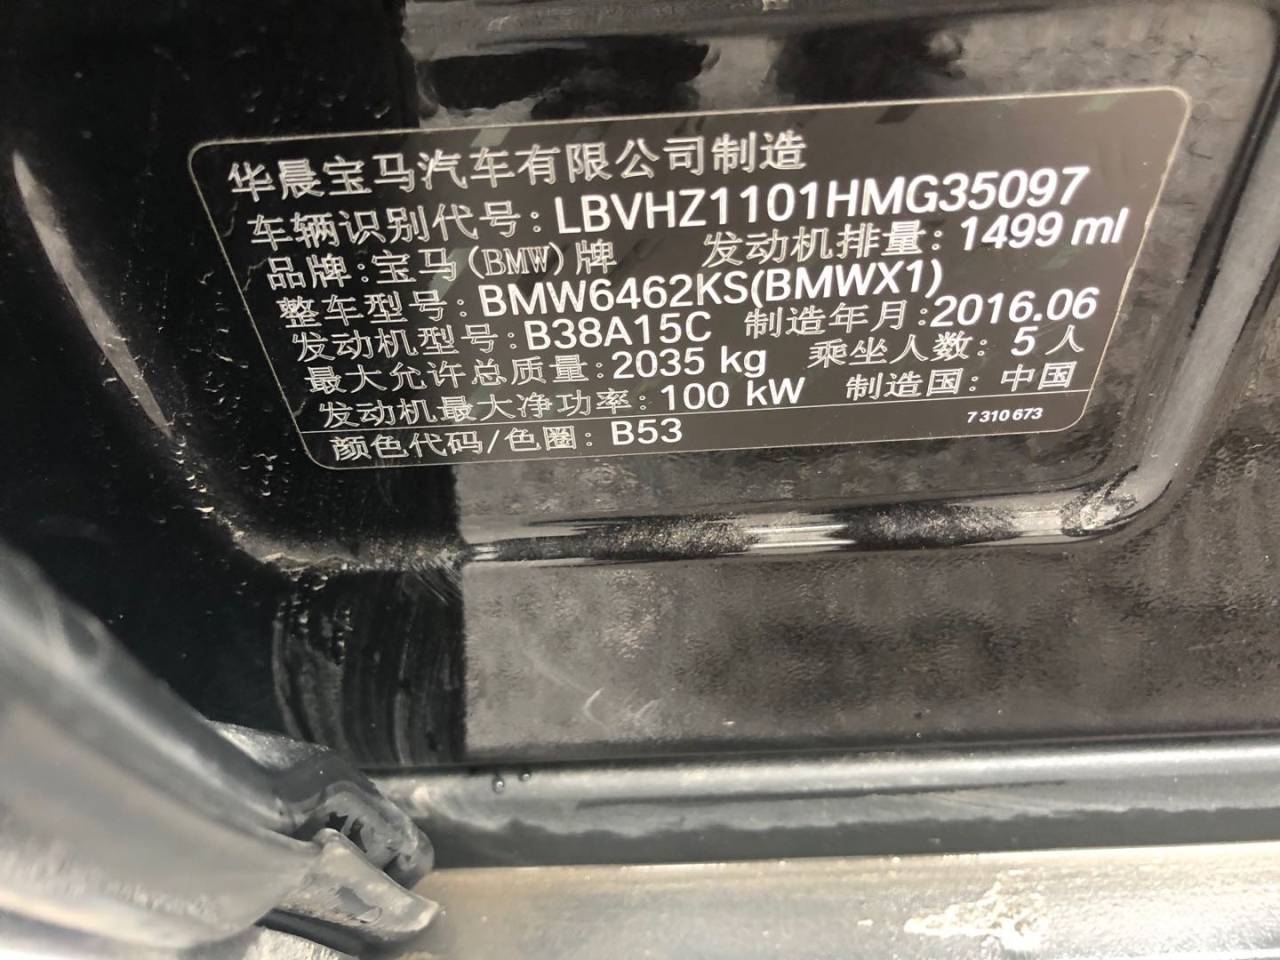 华晨宝马汽车有限公司制造
车辆识别代号: LBVHZ1101HMG35097
品牌: 宝马(BMW)牌 发动机排量: 1499 ml
整车型号: BMW6462KS(BMWX1)
发动机型号: B38A15C 制造年月: 2016.06
最大允许总质量: 2035 kg 乘坐人数: 5 人
发动机最大净功率: 100 kW 制造国: 中国
颜色代码/色圈: B53 7 310 673